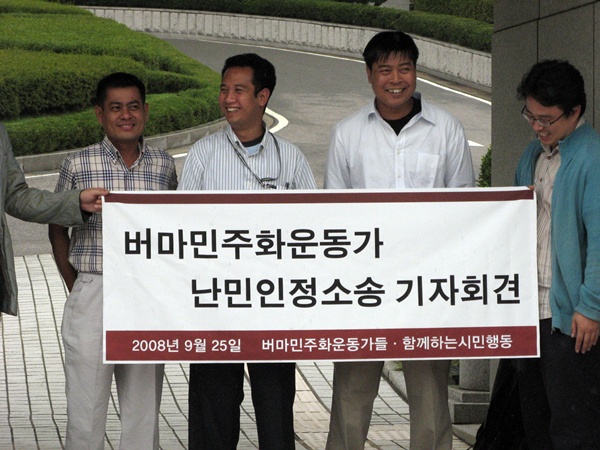 버마민주화운동가
난민인정소송 기자회견
2008년 9월 25일 버마민주화운동가들 · 함께하는시민행동